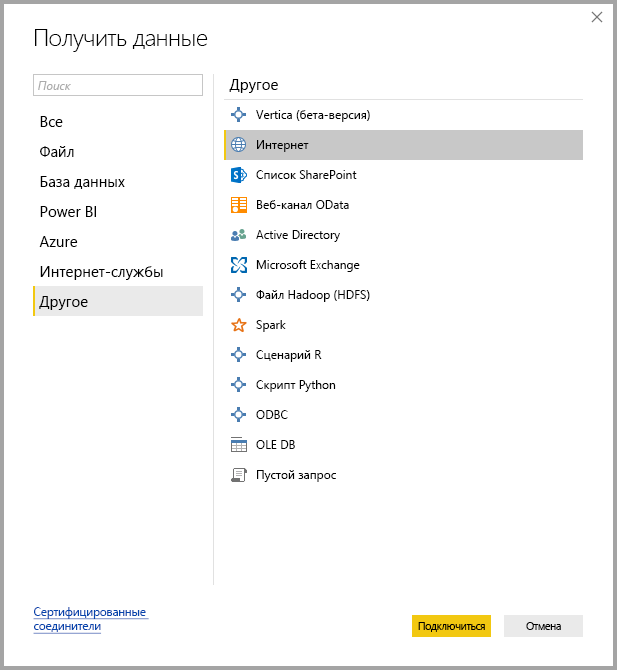 Получить данные
Поиск
Все
Файл
База данных
Power BI
Azure
Интернет-службы
Другое
Другое
Vertica (бета-версия)
Интернет
Список SharePoint
Веб-канал OData
Active Directory
Microsoft Exchange
Файл Hadoop (HDFS)
Spark
Сценарий R
Скрипт Python
ODBC
OLE DB
Пустой запрос
Сертифицированные
соединители
Подключиться
Отмена